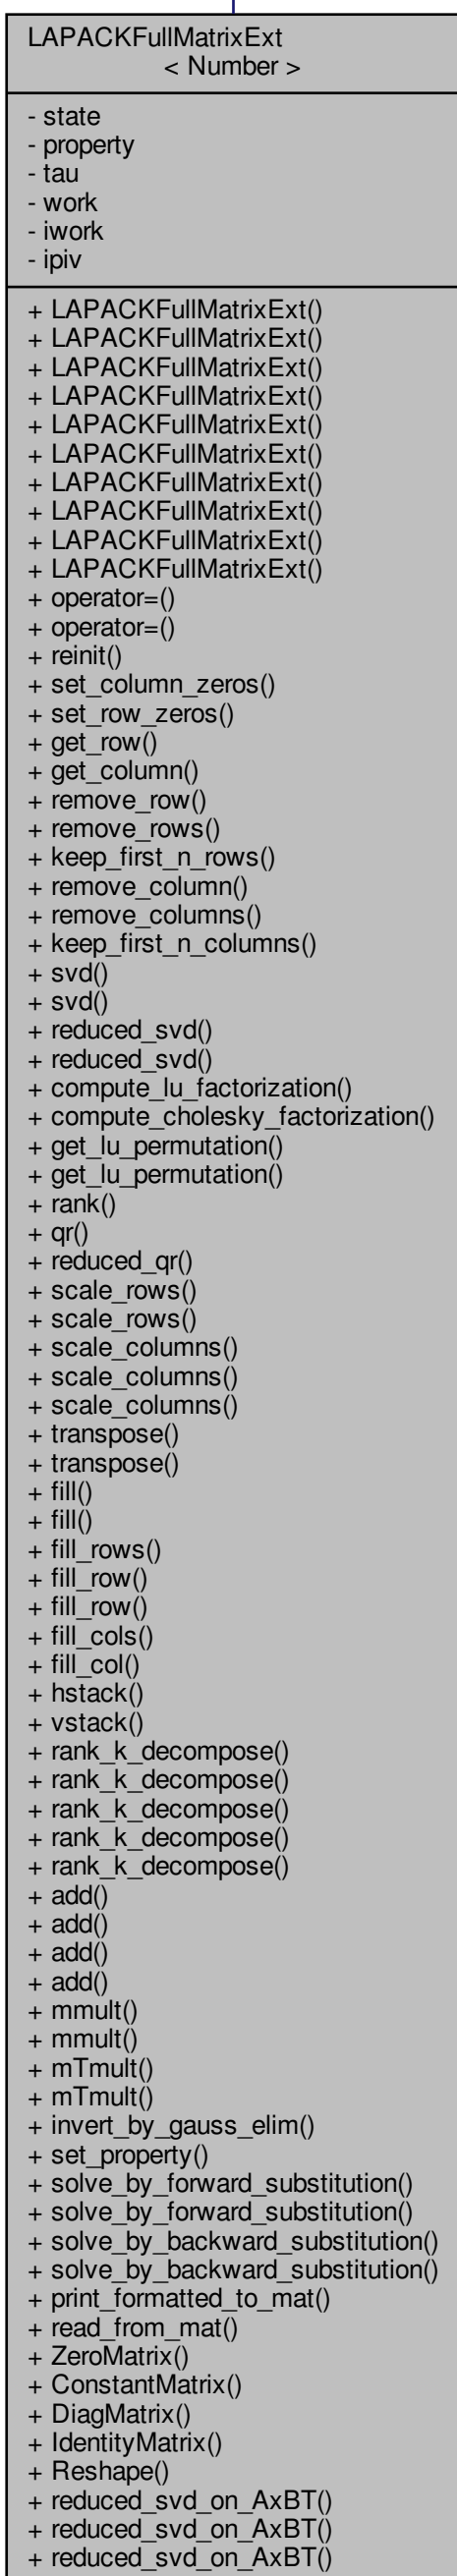 LAPACKFullMatrixExt
< Number >
- state
- property
- tau
- work
- iwork
- ipiv
+ LAPACKFullMatrixExt()
+ LAPACKFullMatrixExt()
+ LAPACKFullMatrixExt()
+ LAPACKFullMatrixExt()
+ LAPACKFullMatrixExt()
+ LAPACKFullMatrixExt()
+ LAPACKFullMatrixExt()
+ LAPACKFullMatrixExt()
+ LAPACKFullMatrixExt()
+ LAPACKFullMatrixExt()
+ operator=()
+ operator=()
+ reinit()
+ set_column_zeros()
+ set_row_zeros()
+ get_row()
+ get_column()
+ remove_row()
+ remove_rows()
+ keep_first_n_rows()
+ remove_column()
+ remove_columns()
+ keep_first_n_columns()
+ svd()
+ svd()
+ reduced_svd()
+ reduced_svd()
+ compute_lu_factorization()
+ compute_cholesky_factorization()
+ get_lu_permutation()
+ get_lu_permutation()
+ rank()
+ qr()
+ reduced_qr()
+ scale_rows()
+ scale_rows()
+ scale_columns()
+ scale_columns()
+ scale_columns()
+ transpose()
+ transpose()
+ fill()
+ fill()
+ fill_rows()
+ fill_row()
+ fill_row()
+ fill_cols()
+ fill_col()
+ hstack()
+ vstack()
+ rank_k_decompose()
+ rank_k_decompose()
+ rank_k_decompose()
+ rank_k_decompose()
+ rank_k_decompose()
+ add()
+ add()
+ add()
+ add()
+ mmult()
+ mmult()
+ mTmult()
+ mTmult()
+ invert_by_gauss_elim()
+ set_property()
+ solve_by_forward_substitution()
+ solve_by_forward_substitution()
+ solve_by_backward_substitution()
+ solve_by_backward_substitution()
+ print_formatted_to_mat()
+ read_from_mat()
+ ZeroMatrix()
+ ConstantMatrix()
+ DiagMatrix()
+ IdentityMatrix()
+ Reshape()
+ reduced_svd_on_AxBT()
+ reduced_svd_on_AxBT()
+ reduced_svd_on_AxBT()